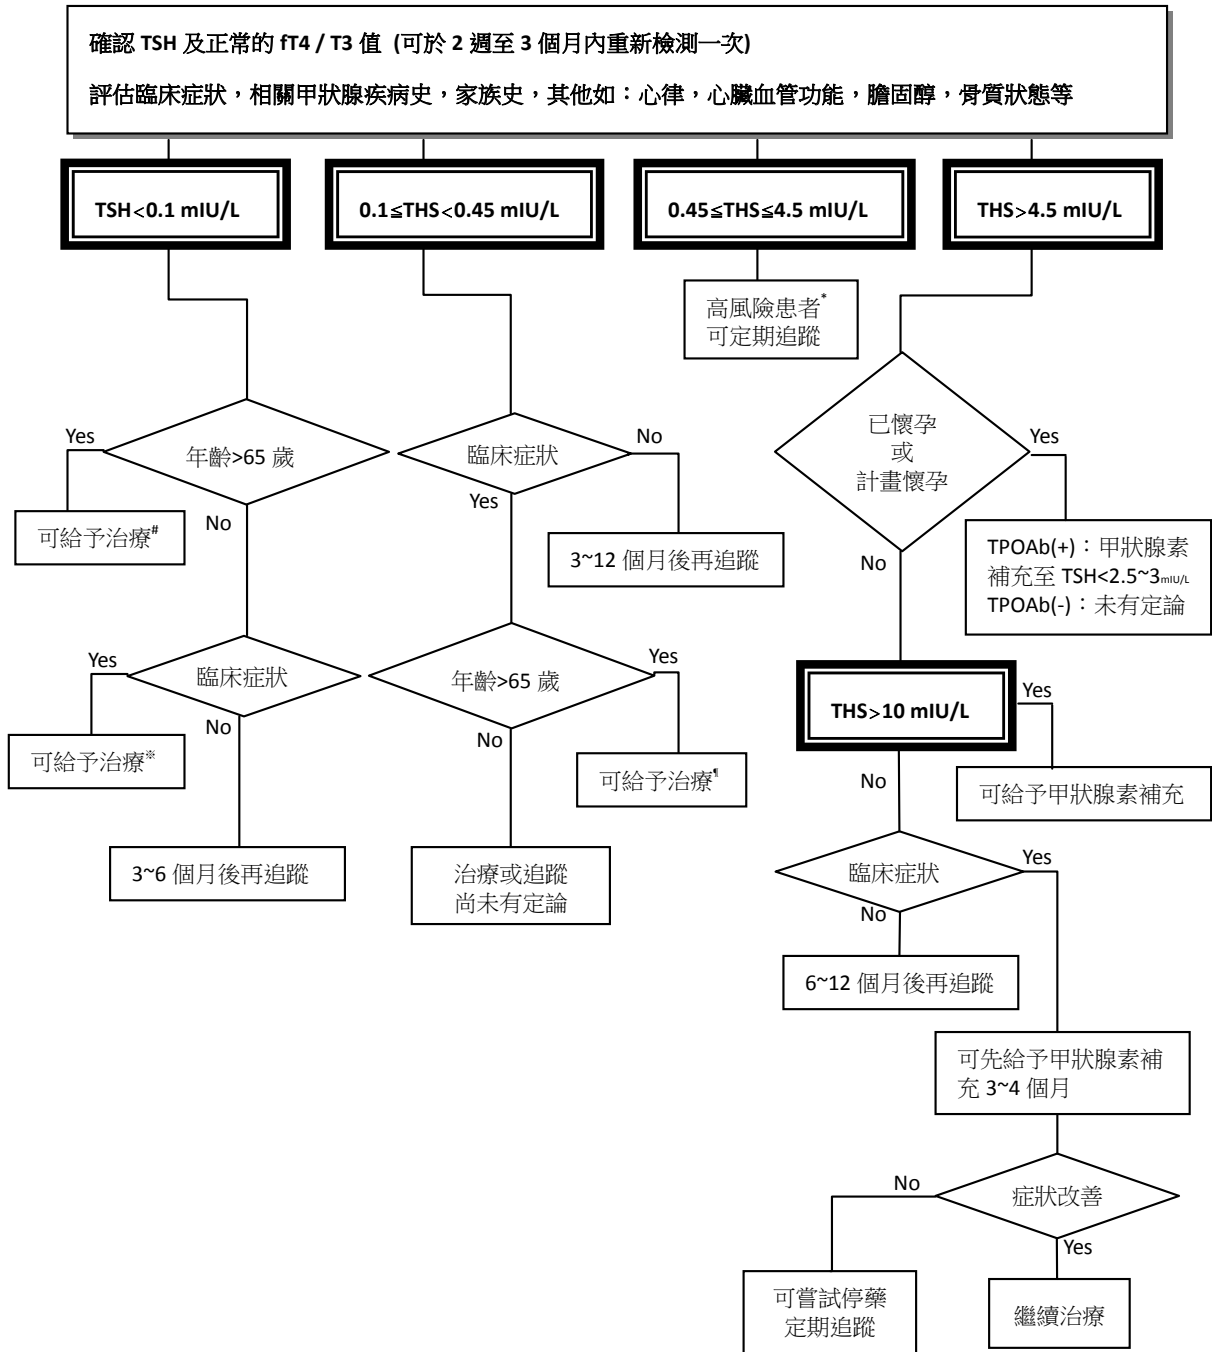 確認 TSH 及正常的 fT4 / T3 值 (可於 2 週至 3 個月內重新檢測一次)
評估臨床症狀，相關甲狀腺疾病史，家族史，其他如：心律，心臟血管功能，膽固醇，骨質狀態等
TSH<0.1 mIU/L
0.1≦THS<0.45 mIU/L
0.45≦THS≦4.5 mIU/L
THS>4.5 mIU/L
高風險患者*
可定期追蹤
Yes
年齡>65 歲
No
可給予治療#
臨床症狀
No
Yes
3~12 個月後再追蹤
已懷孕
或
計畫懷孕
Yes
No
TPOAb(+)：甲狀腺素
補充至 TSH<2.5~3mIU/L
TPOAb(-)：未有定論
Yes
臨床症狀
No
可給予治療※
3~6 個月後再追蹤
年齡>65 歲
Yes
No
可給予治療¶
治療或追蹤
尚未有定論
THS>10 mIU/L
Yes
No
可給予甲狀腺素補充
臨床症狀
Yes
No
6~12 個月後再追蹤
可先給予甲狀腺素補
充 3~4 個月
No
症狀改善
Yes
可嘗試停藥
定期追蹤
繼續治療